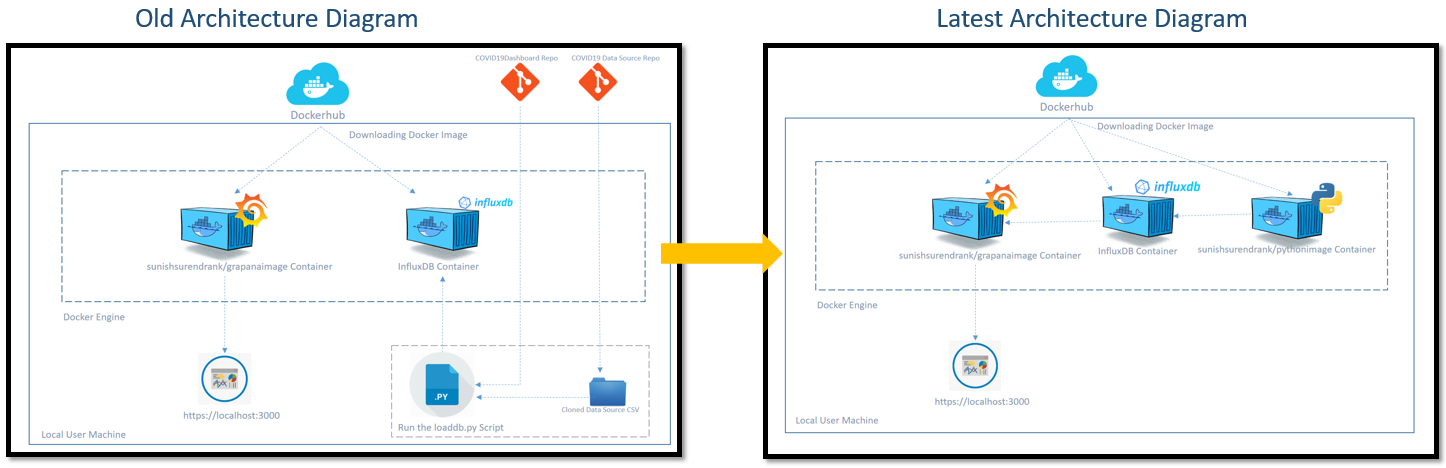 Old Architecture Diagram
COVID19Dashboard Repo
COVID19 Data Source Repo
Dockerhub
Downloading Docker Image
influxdb
sunishsurendrank/grapanaimage Container
InfluxDB Container
Docker Engine
.PY
https://localhost:3000
Cloned Data Source CSV
Run the loaddb.py Script
Local User Machine
Latest Architecture Diagram
Dockerhub
Downloading Docker Image
influxdb
sunishsurendrank/grapanaimage Container
InfluxDB Container
sunishsurendrank/pythonimage Container
Docker Engine
https://localhost:3000
Local User Machine